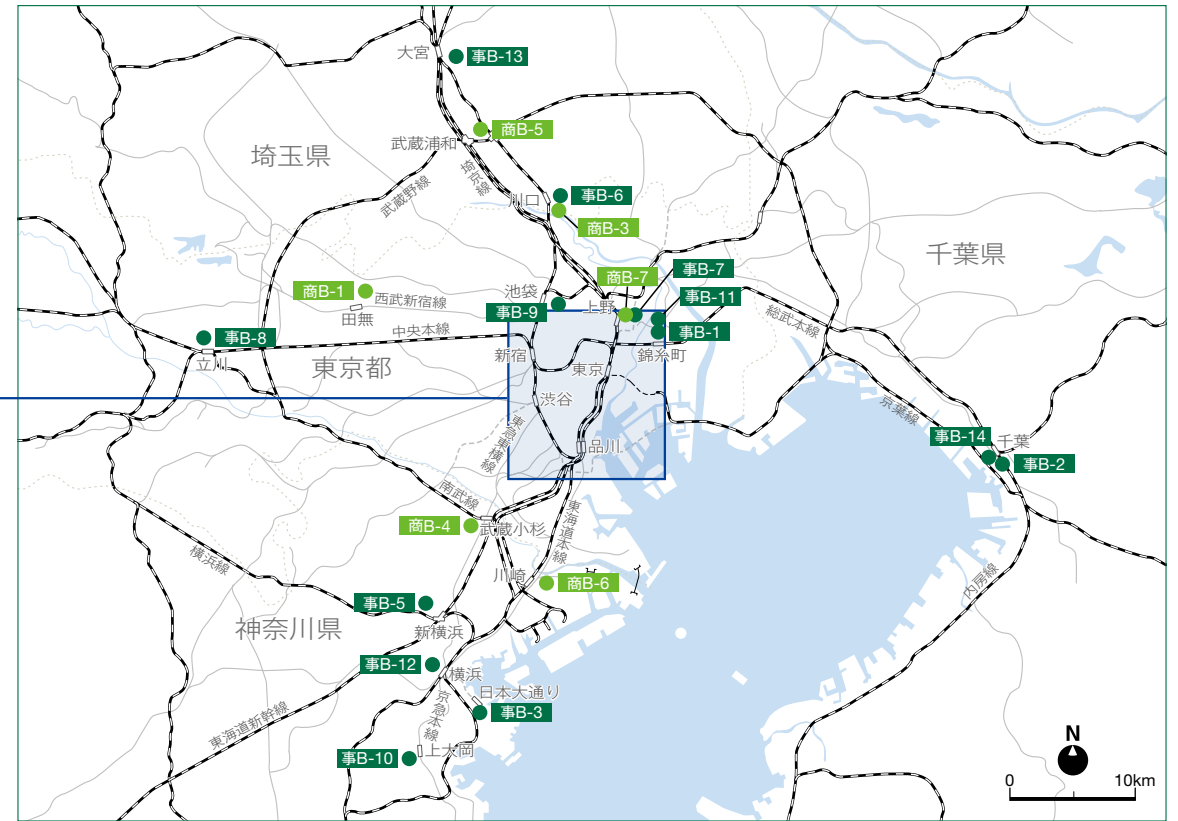 大宮
事B-13
商B-5
武蔵浦和
埼玉県
埼京線
武蔵野線
川口
事B-6
商B-3
千葉県
商B-7
事B-7
商B-1
西武新宿線
田無
池袋
事B-9
上野
事B-11
事B-1
総武本線
事B-8
立川
中央本線
東京都
新宿
東京
錦糸町
渋谷
京葉線
東急東横線
品川
事B-14
千葉
事B-2
南武線
商B-4
武蔵小杉
東海道本線
横浜線
川崎
商B-6
内房線
事B-5
神奈川県
新横浜
事B-12
横浜
日本大通り
京急本線
事B-3
東海道新幹線
事B-10
上大岡
N
0
10km